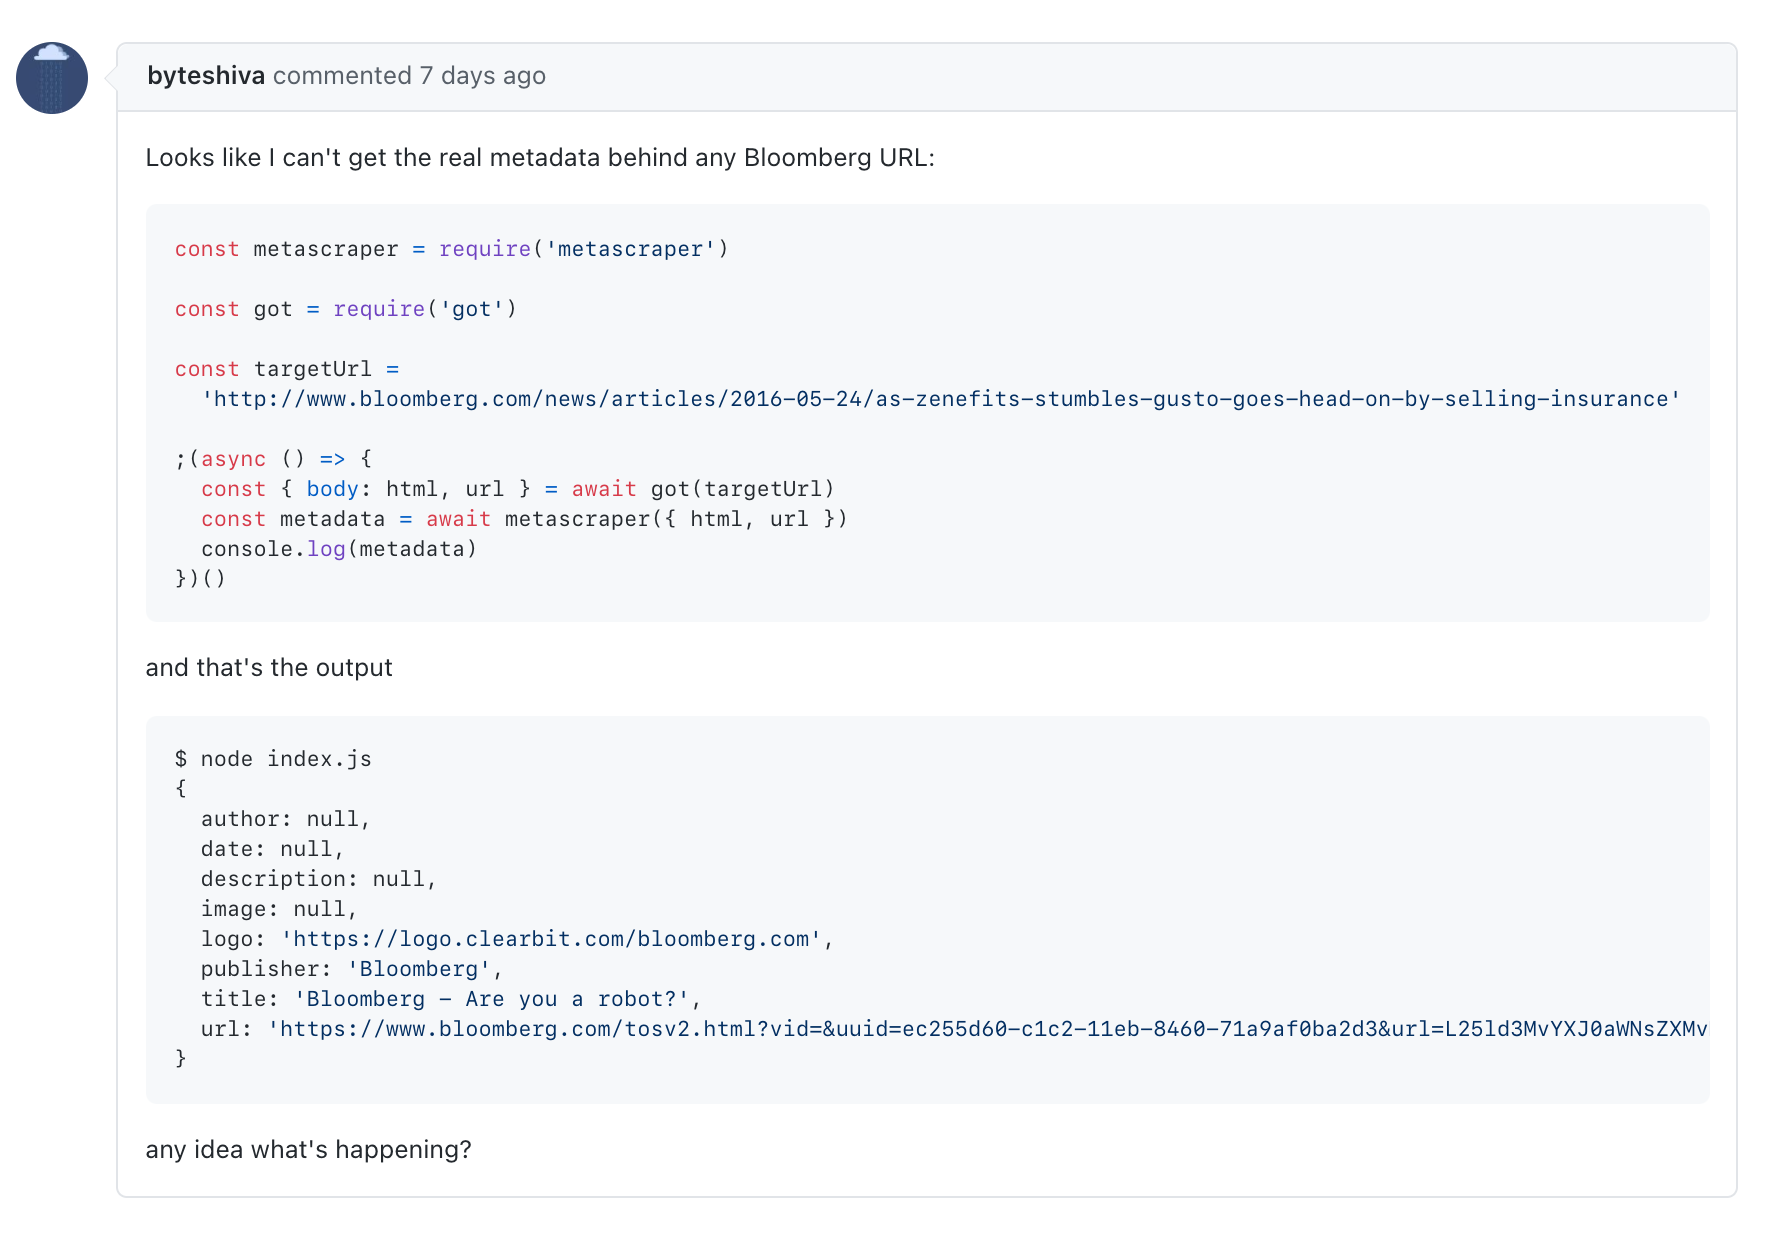 byteshiva commented 7 days ago
Looks like I can't get the real metadata behind any Bloomberg URL:
const metascraper = require('metascraper')
const got = require('got')
const targetUrl =
  'http://www.bloomberg.com/news/articles/2016-05-24/as-zenefits-stumbles-gusto-goes-head-on-by-selling-insurance'
;(async () => {
  const { body: html, url } = await got(targetUrl)
  const metadata = await metascraper({ html, url })
  console.log(metadata)
})()
and that's the output
$ node index.js
{
  author: null,
  date: null,
  description: null,
  image: null,
  logo: 'https://logo.clearbit.com/bloomberg.com',
  publisher: 'Bloomberg',
  title: 'Bloomberg - Are you a robot?',
  url: 'https://www.bloomberg.com/tosv2.html?vid=&uuid=ec255d60-c1c2-11eb-8460-71a9af0ba2d3&url=L25ld3MvYXJ0aWNsZXMv
}
any idea what's happening?